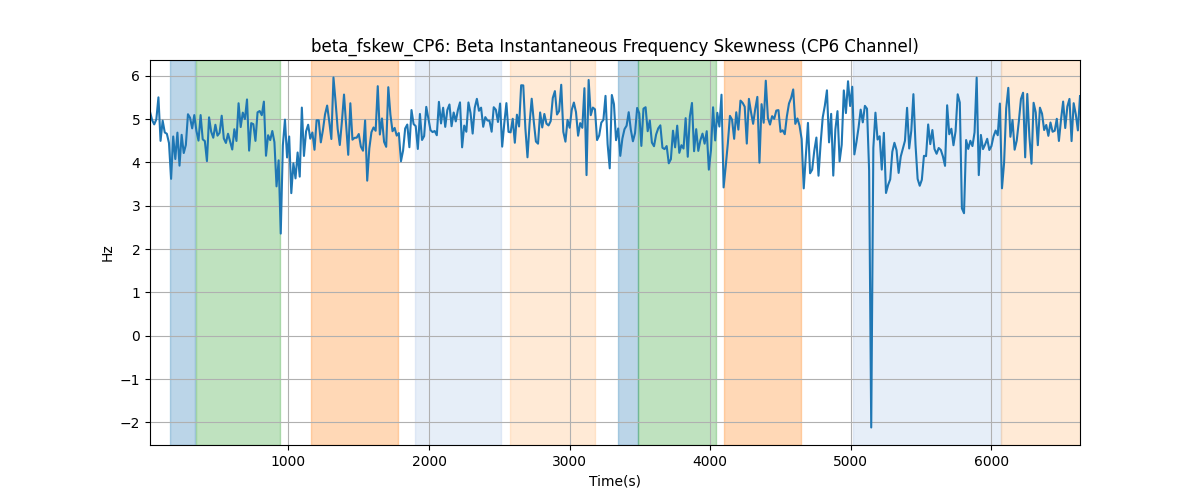 beta_fskew_CP6: Beta Instantaneous Frequency Skewness (CP6 Channel)
6
5
4
3
2
1
0
−1
−2
Hz
1000 2000 3000 4000 5000 6000
Time(s)